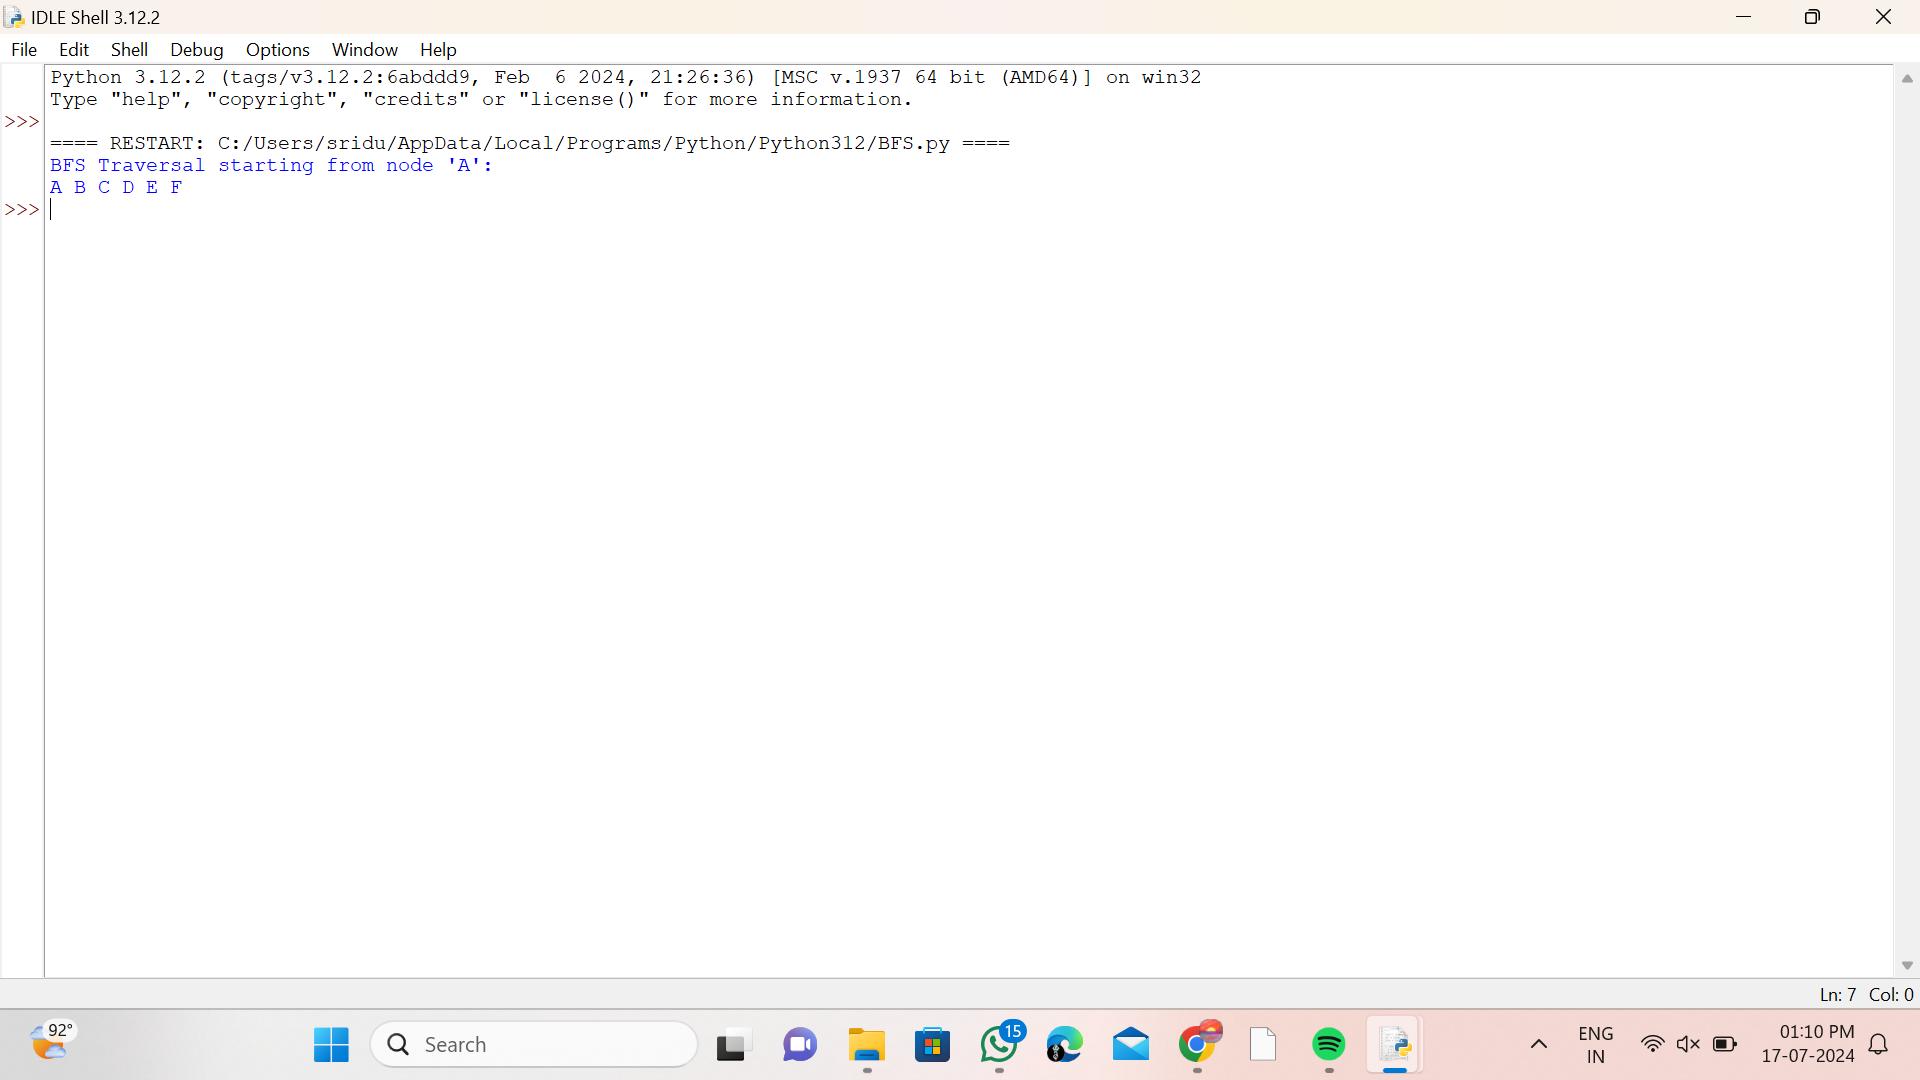 IDLE Shell 3.12.2
File Edit Shell Debug Options Window Help
Python 3.12.2 (tags/v3.12.2:6abddd9, Feb  6 2024, 21:26:36) [MSC v.1937 64 bit (AMD64)] on win32
Type "help", "copyright", "credits" or "license()" for more information.
>>>
==== RESTART: C:/Users/sridu/AppData/Local/Programs/Python/Python312/BFS.py ====
BFS Traversal starting from node 'A':
A B C D E F
>>>
Ln: 7 Col: 0
92°
Search
15
ENG
IN
01:10 PM
17-07-2024